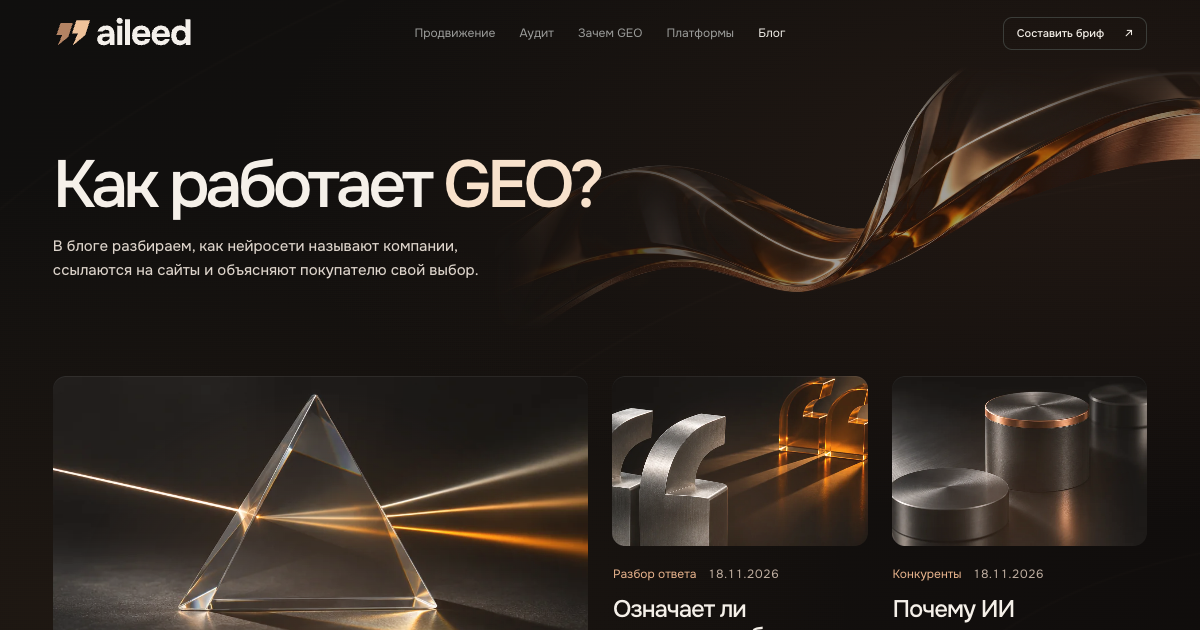 aileed
Продвижение
Аудит
Зачем GEO
Платформы
Блог
Составить бриф
Как работает GEO?
В блоге разбираем, как нейросети называют компании,
ссылаются на сайты и объясняют покупателю свой выбор.
Разбор ответа 18.11.2026
Означает ли
Конкуренты 18.11.2026
Почему ИИ